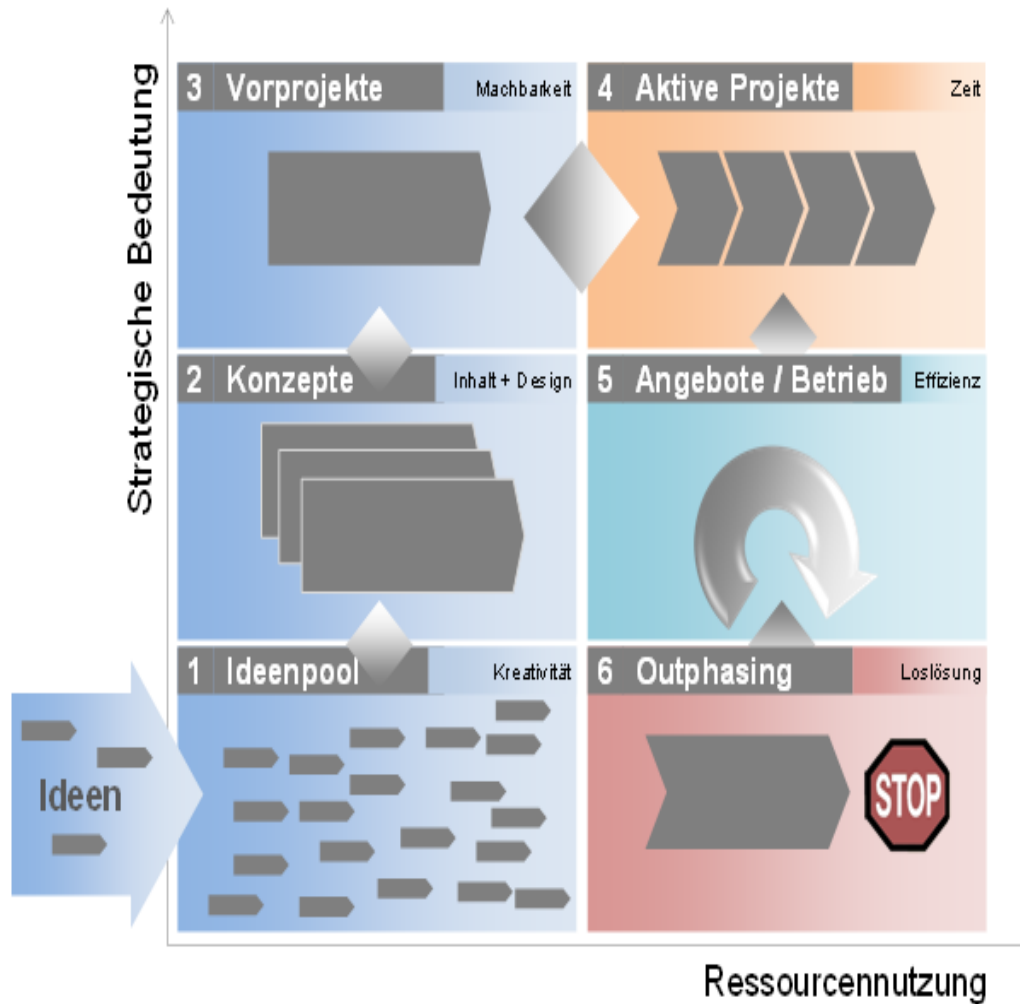 Strategische Bedeutung
3 Vorprojekte Machbarkeit
4 Aktive Projekte Zeit
2 Konzepte Inhalt + Design
5 Angebote / Betrieb Effizienz
1 Ideenpool Kreativität
6 Outphasing Loslösung
Ideen
STOP
Ressourcennutzung